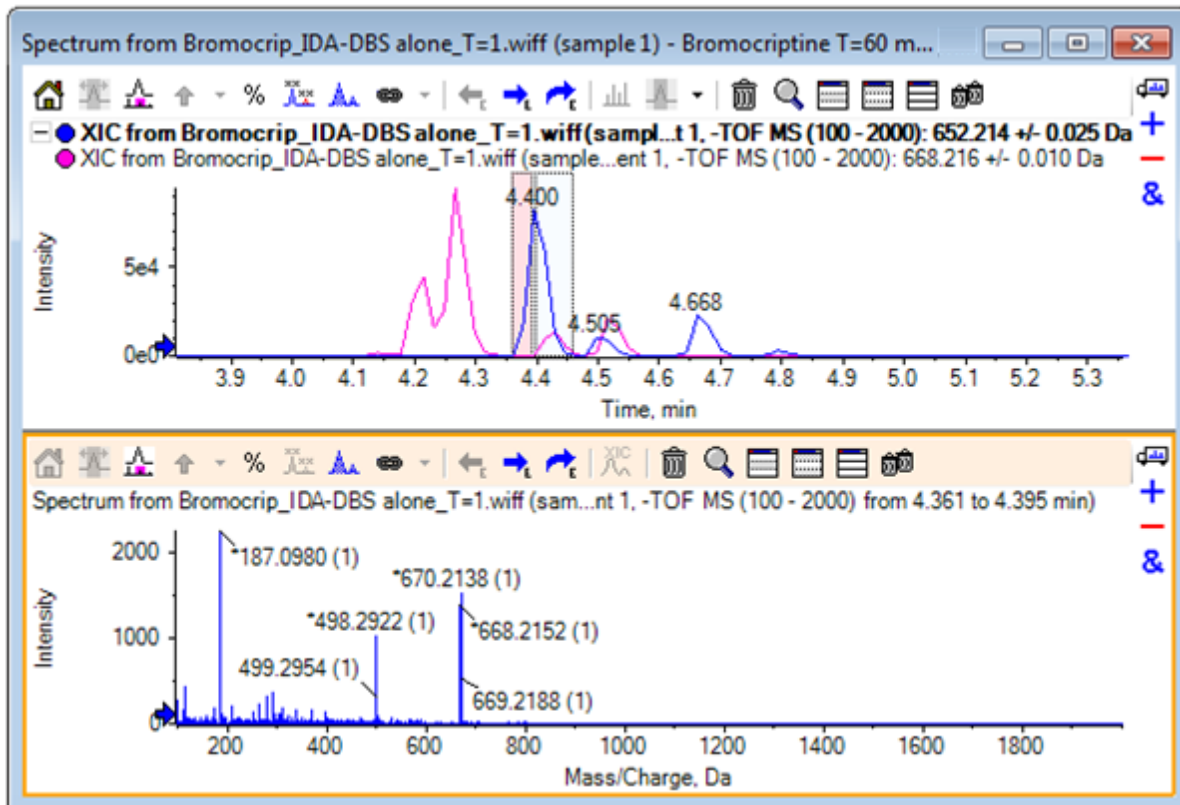 Spectrum from Bromocrip_IDA-DBS alone_T=1.wiff (sample 1) - Bromocriptine T=60 m...
%
XIC from Bromocrip_IDA-DBS alone_T=1.wiff (sampl...t 1, -TOF MS (100 - 2000): 652.214 +/- 0.025 Da
XIC from Bromocrip_IDA-DBS alone_T=1.wiff (sample...ent 1, -TOF MS (100 - 2000): 668.216 +/- 0.010 Da
&
4.400
5e4
4.505
4.668
0e0
Intensity
3.9 4.0 4.1 4.2 4.3 4.4 4.5 4.6 4.7 4.8 4.9 5.0 5.1 5.2 5.3
Time, min
% XIC
Spectrum from Bromocrip_IDA-DBS alone_T=1.wiff (sam...nt 1, -TOF MS (100 - 2000) from 4.361 to 4.395 min)
&
2000
*187.0980 (1)
*670.2138 (1)
*498.2922 (1)
*668.2152 (1)
1000
499.2954 (1)
669.2188 (1)
0
Intensity
200 400 600 800 1000 1200 1400 1600 1800
Mass/Charge, Da